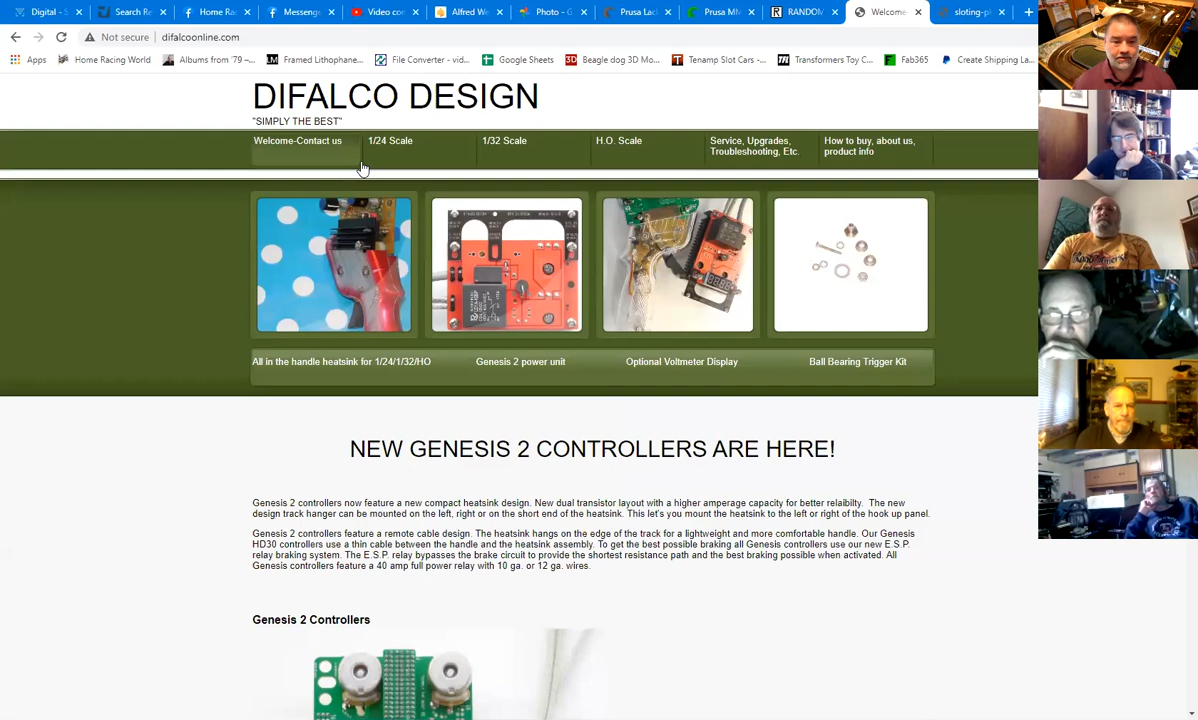 Digital - S
Search Re
Home Rac
Messenge
Video co
Alfred We
Photo - G
Prusa Lac
Prusa MM
RANDOM
Welcome
sloting-pl
Not secure | difalcoonline.com
Apps
Home Racing World
Albums from '79 –...
Framed Lithophane...
File Converter - vid...
Google Sheets
Beagle dog 3D Mo...
Tenamp Slot Cars -...
Transformers Toy C...
Fab365
Create Shipping La...
DIFALCO DESIGN
"SIMPLY THE BEST"
Welcome-Contact us
1/24 Scale
1/32 Scale
H.O. Scale
Service, Upgrades,
Troubleshooting, Etc.
How to buy, about us,
product info
All in the handle heatsink for 1/24/1/32/HO
Genesis 2 power unit
Optional Voltmeter Display
Ball Bearing Trigger Kit
NEW GENESIS 2 CONTROLLERS ARE HERE!
Genesis 2 controllers now feature a new compact heatsink design. New dual transistor layout with a higher amperage capacity for better relaibilty. The new
design track hanger can be mounted on the left, right or on the short end of the heatsink. This let's you mount the heatsink to the left or right of the hook up panel.
Genesis 2 controllers feature a remote cable design. The heatsink hangs on the edge of the track for a lightweight and more comfortable handle. Our Genesis
HD30 controllers use a thin cable between the handle and the heatsink assembly. To get the best possible braking all Genesis controllers use our new E.S.P.
relay braking system. The E.S.P. relay bypasses the brake circuit to provide the shortest resistance path and the best braking possible when activated. All
Genesis controllers feature a 40 amp full power relay with 10 ga. or 12 ga. wires.
Genesis 2 Controllers